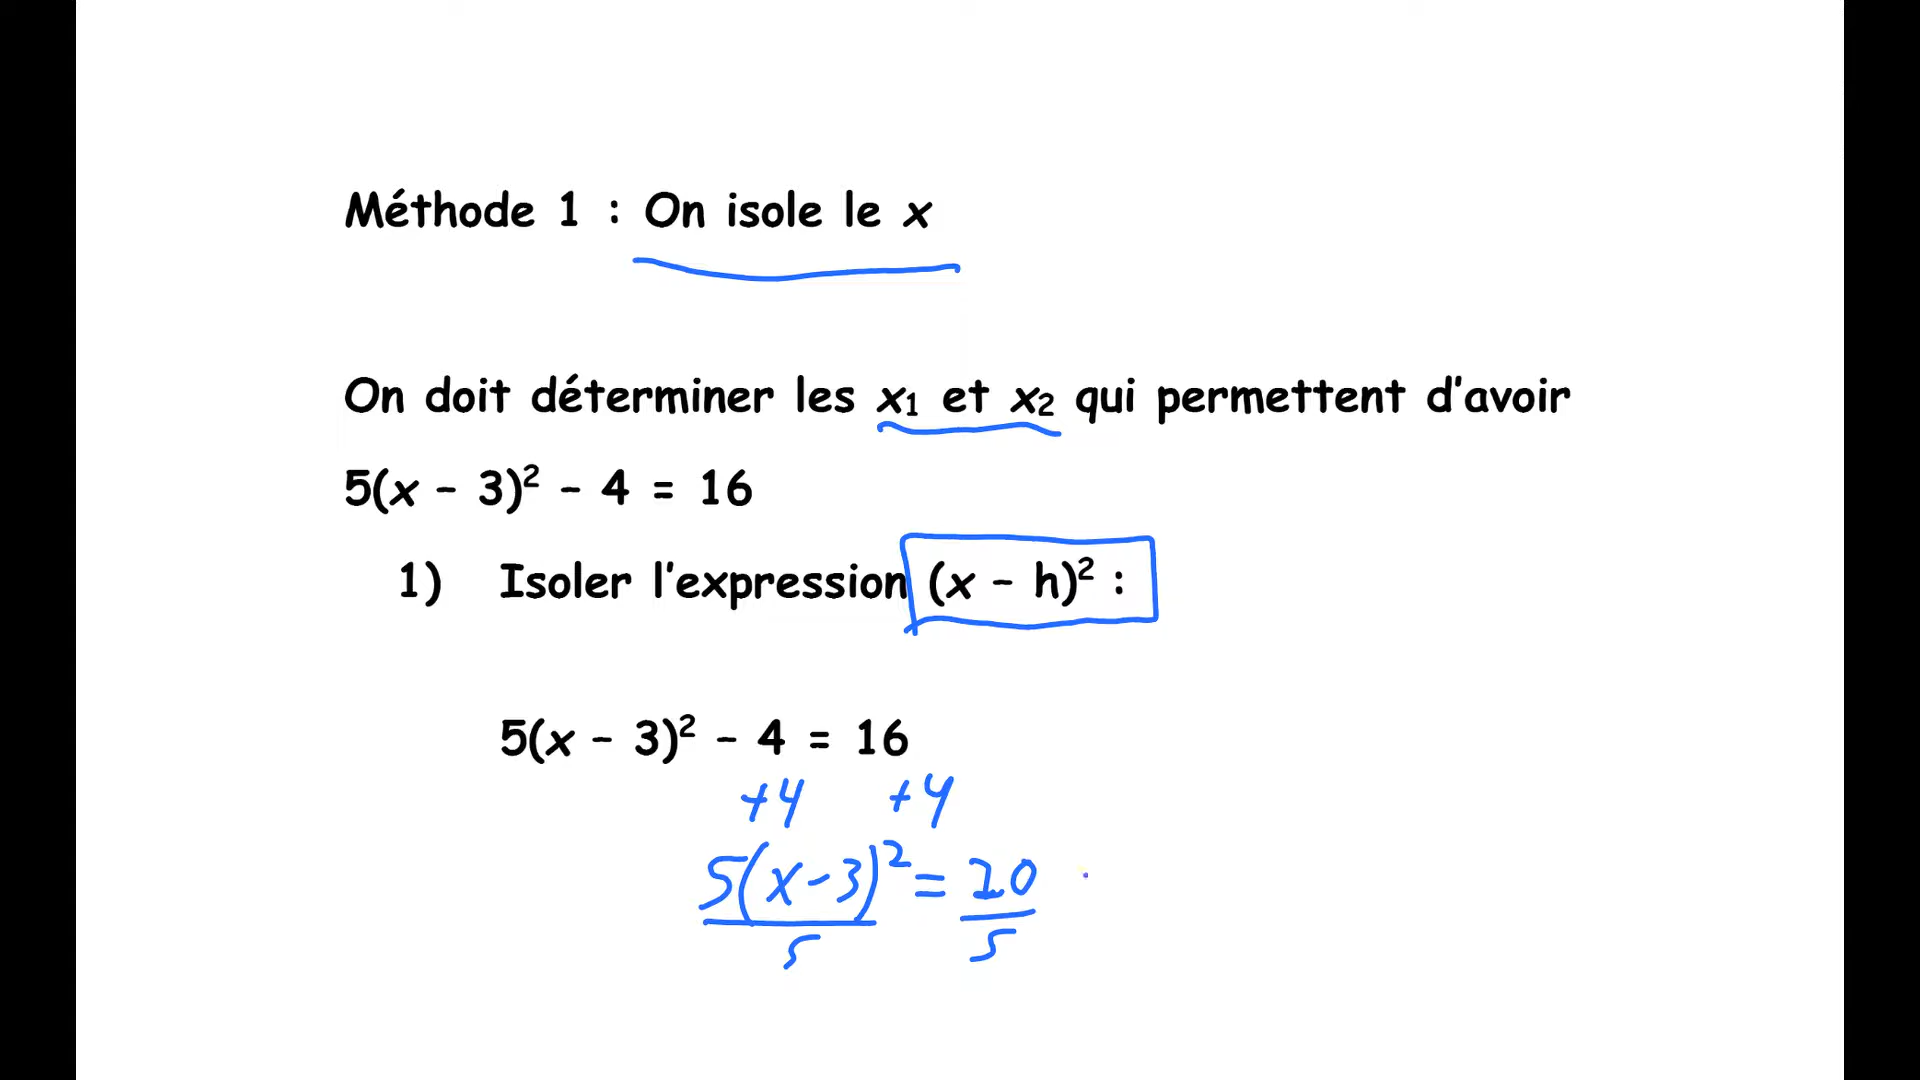 Méthode 1 : On isole le x
On doit déterminer les x₁ et x₂ qui permettent d’avoir
5(x – 3)² – 4 = 16
1) Isoler l’expression (x – h)² :
5(x – 3)² – 4 = 16
+4 +4
5(x-3)² = 20
5 5